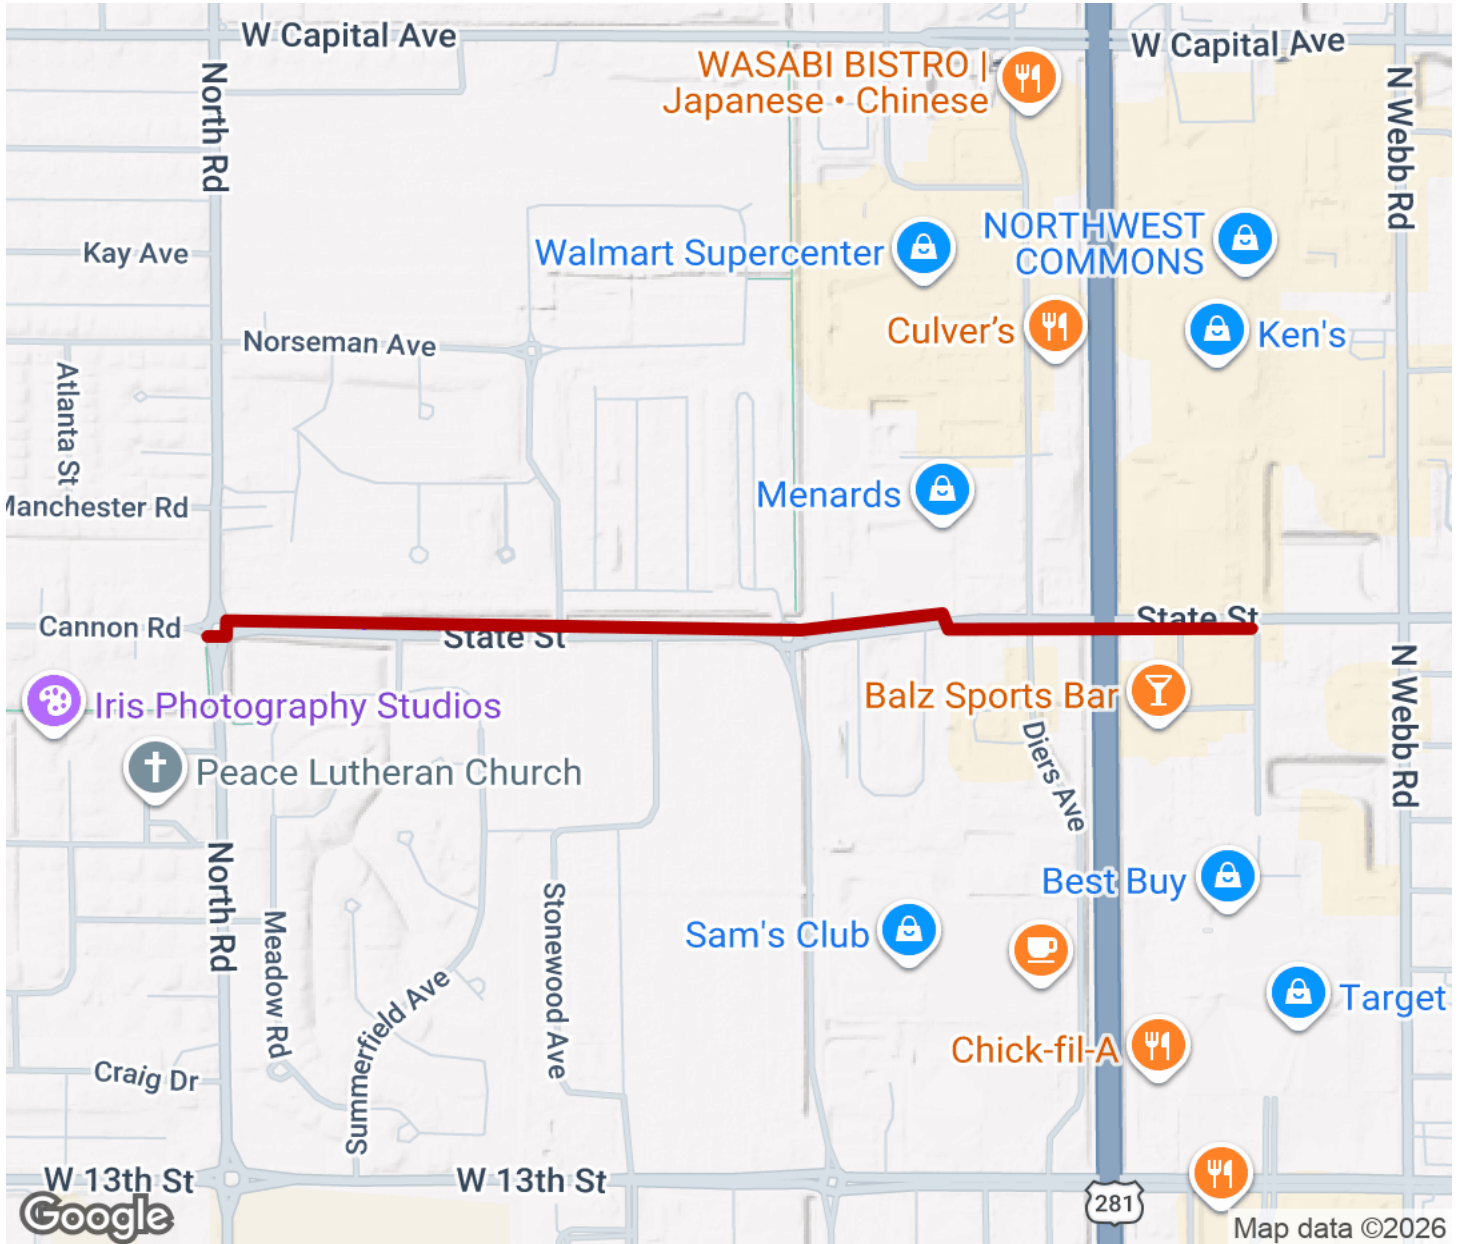 W Capital Ave
W Capital Ave
North Rd
WASABI BISTRO |
Japanese • Chinese
N Webb Rd
Kay Ave
Walmart Supercenter
NORTHWEST
COMMONS
Norseman Ave
Culver's
Ken's
Atlanta St
Manchester Rd
Menards
Cannon Rd
State St
State St
Iris Photography Studios
Balz Sports Bar
N Webb Rd
Peace Lutheran Church
Diers Ave
North Rd
Meadow Rd
Stonewood Ave
Best Buy
Sam's Club
Summerfield Ave
Target
Chick-fil-A
Craig Dr
W 13th St
W 13th St
281
Google
Map data ©2026